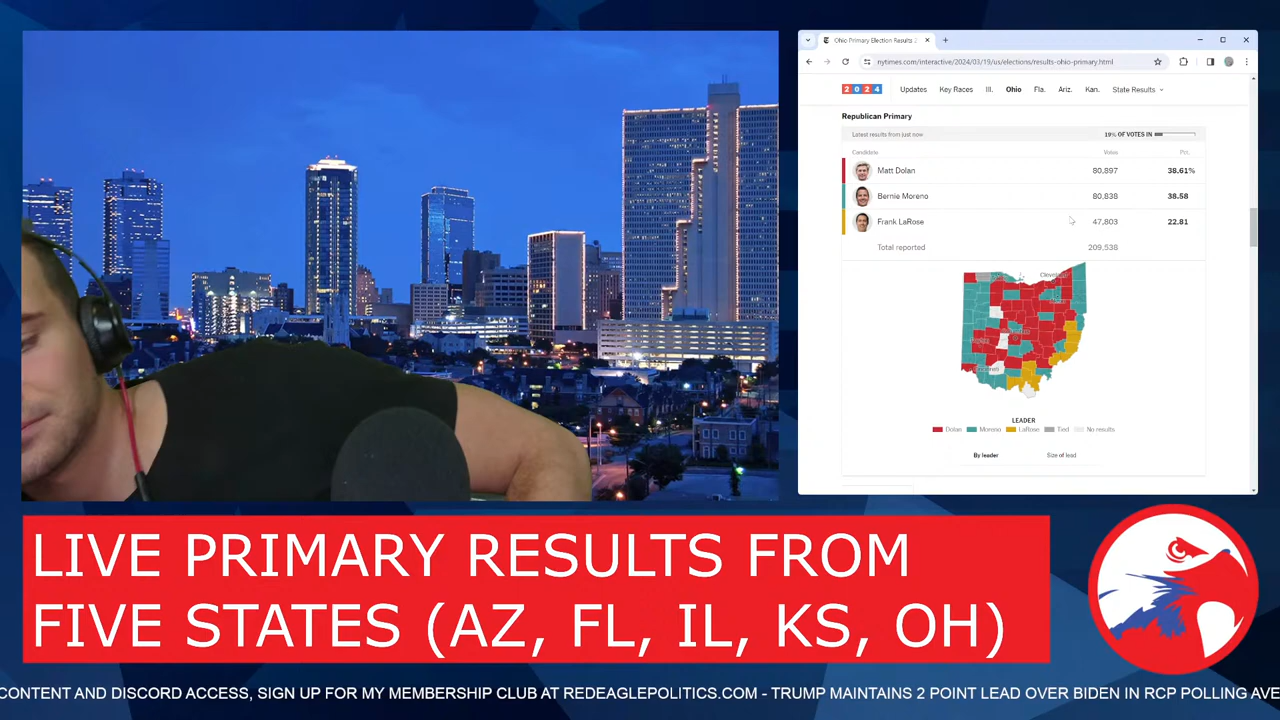 Ohio Primary Election Results 2
nytimes.com/interactive/2024/03/19/us/elections/results-ohio-primary.html
2024 Updates Key Races Ill. Ohio Fla. Ariz. Kan. State Results
Republican Primary
Latest results from just now 19% OF VOTES IN
Candidate Votes Pct.
Matt Dolan 80,897 38.61%
Bernie Moreno 80,838 38.58
Frank LaRose 47,803 22.81
Total reported 209,538
Cleveland
Cincinnati
LEADER
Dolan Moreno LaRose Tied No results
By leader Size of lead
LIVE PRIMARY RESULTS FROM
FIVE STATES (AZ, FL, IL, KS, OH)
CONTENT AND DISCORD ACCESS, SIGN UP FOR MY MEMBERSHIP CLUB AT REDEAGLEPOLITICS.COM - TRUMP MAINTAINS 2 POINT LEAD OVER BIDEN IN RCP POLLING AVE